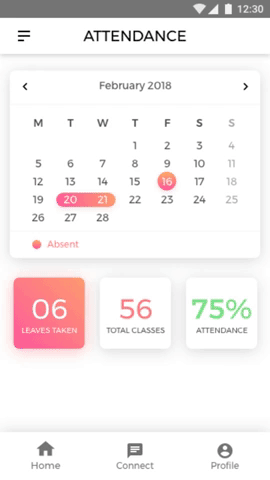 12:30
ATTENDANCE
February 2018
M T W T F S S
1 2 3 4
5 6 7 8 9 10 11
12 13 14 15 16 17 18
19 20 21 22 23 24 25
26 27 28
Absent
06 56 75%
LEAVES TAKEN TOTAL CLASSES ATTENDANCE
Home Connect Profile